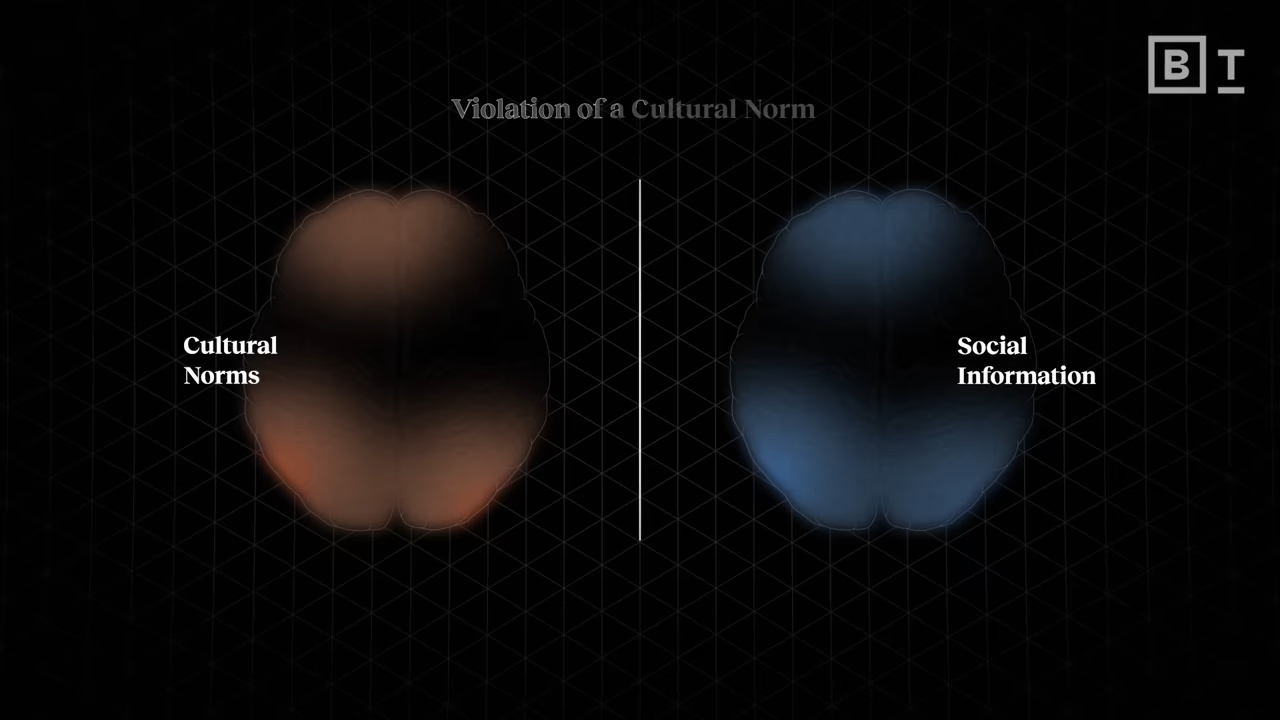 B T
Violation of a Cultural Norm
Cultural
Norms
Social
Information